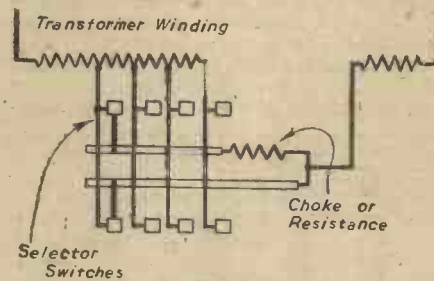 Transformer Winding
Choke or
Resistance
Selector
Switches